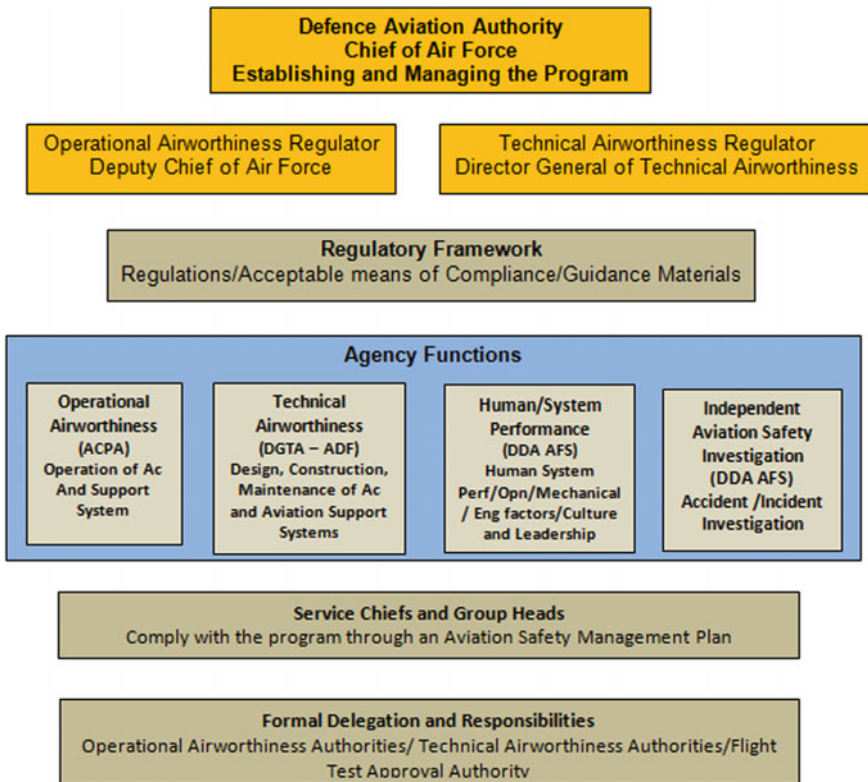 Defence Aviation Authority
Chief of Air Force
Establishing and Managing the Program
Operational Airworthiness Regulator
Deputy Chief of Air Force
Technical Airworthiness Regulator
Director General of Technical Airworthiness
Regulatory Framework
Regulations/Acceptable means of Compliance/Guidance Materials
Agency Functions
Operational
Airworthiness
(ACPA)
Operation of Ac
And Support
System
Technical
Airworthiness
(DGTA – ADF)
Design, Construction,
Maintenance of Ac
and Aviation Support
Systems
Human/System
Performance
(DDA AFS)
Human System
Perf/Opn/Mechanical
/ Eng factors/Culture
and Leadership
Independent
Aviation Safety
Investigation
(DDA AFS)
Accident /Incident
Investigation
Service Chiefs and Group Heads
Comply with the program through an Aviation Safety Management Plan
Formal Delegation and Responsibilities
Operational Airworthiness Authorities/ Technical Airworthiness Authorities/Flight
Test Approval Authority